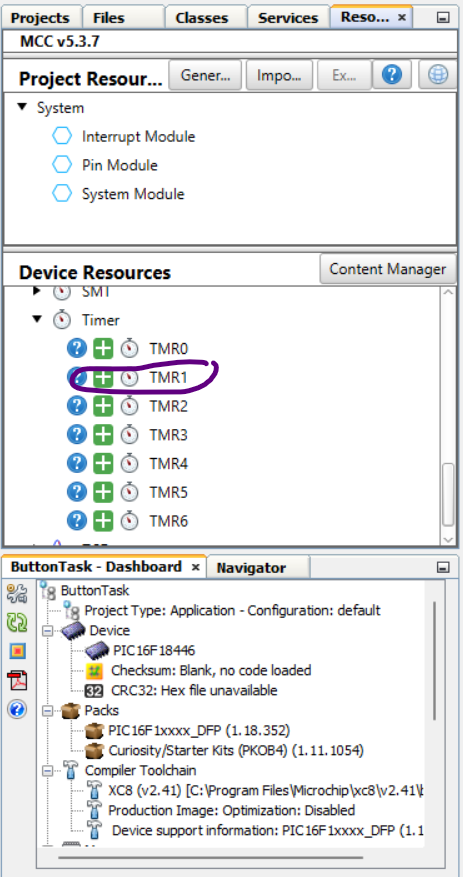 Projects Files Classes Services Reso... ×
MCC v5.3.7
Project Resour... Gener... Impo... Ex... ?
System
Interrupt Module
Pin Module
System Module
Device Resources Content Manager
SMT
Timer
? TMR0
? TMR1
? TMR2
? TMR3
? TMR4
? TMR5
? TMR6
ButtonTask - Dashboard × Navigator
ButtonTask
Project Type: Application - Configuration: default
Device
PIC16F18446
Checksum: Blank, no code loaded
32 CRC32: Hex file unavailable
Packs
PIC16F1xxxx_DFP (1.18.352)
Curiosity/Starter Kits (PKOB4) (1.11.1054)
Compiler Toolchain
XC8 (v2.41) [C:\Program Files\Microchip\xc8\v2.41\
Production Image: Optimization: Disabled
Device support information: PIC16F1xxxx_DFP (1.1